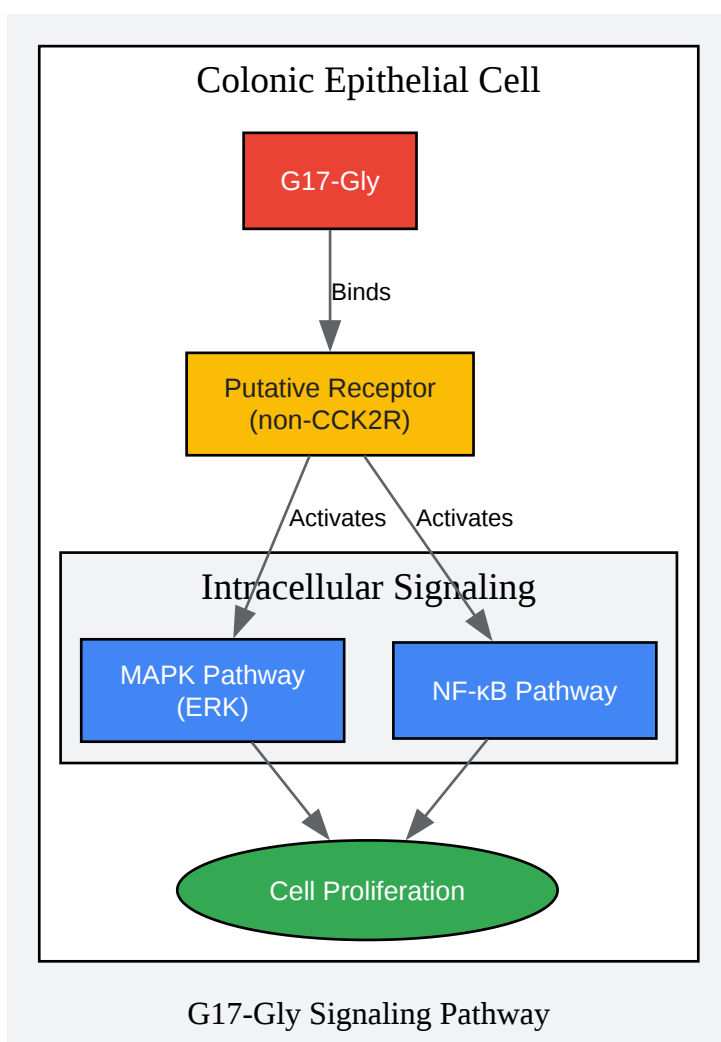 Colonic Epithelial Cell
G17-Gly
Binds
Putative Receptor
(non-CCK2R)
Activates
Activates
Intracellular Signaling
MAPK Pathway
(ERK)
NF-κB Pathway
Cell Proliferation
G17-Gly Signaling Pathway